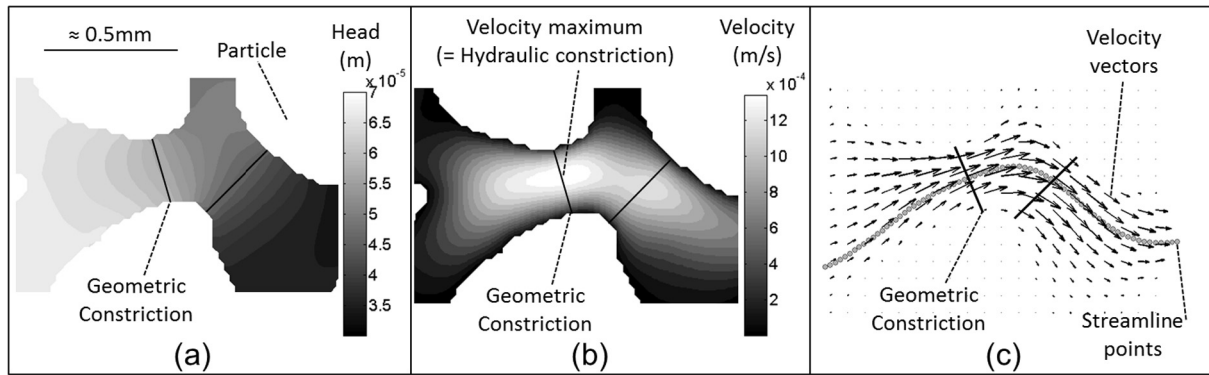 ≈ 0.5mm
Particle
Head
(m)
x 10-5
7
6.5
6
5.5
5
4.5
4
3.5
Geometric
Constriction
(a)
Velocity maximum
(= Hydraulic constriction)
Velocity
(m/s)
x 10-4
12
10
8
6
4
2
Geometric
Constriction
(b)
Velocity
vectors
Geometric
Constriction
Streamline
points
(c)